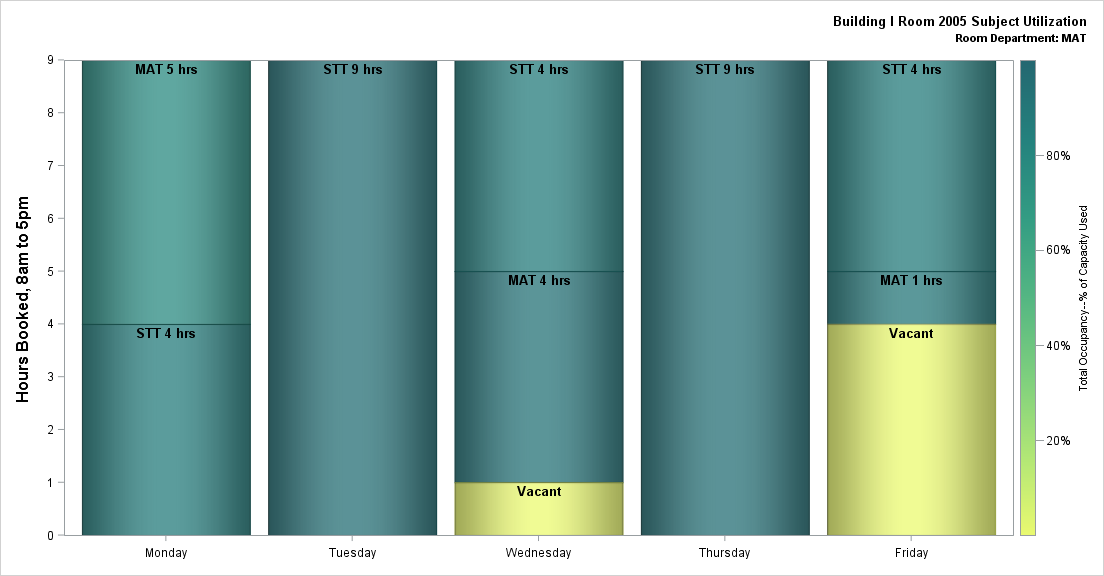 Building I Room 2005 Subject Utilization
Room Department: MAT
Hours Booked, 8am to 5pm
9
8
7
6
5
4
3
2
1
0
MAT 5 hrs
STT 4 hrs
STT 9 hrs
STT 4 hrs
MAT 4 hrs
Vacant
STT 9 hrs
STT 4 hrs
MAT 1 hrs
Vacant
Monday
Tuesday
Wednesday
Thursday
Friday
80%
60%
40%
20%
Total Occupancy--% of Capacity Used